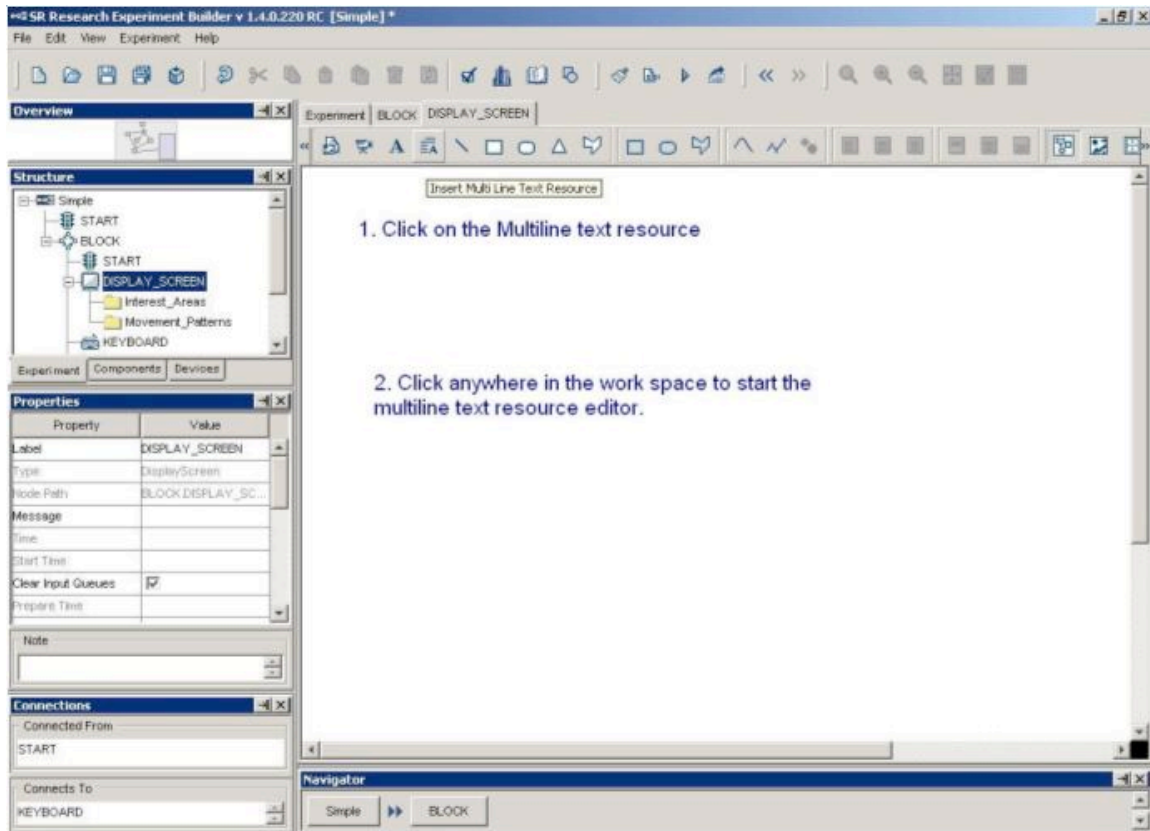 SR Research Experiment Builder v 1.4.0.220 RC [Simple] *
File Edit View Experiment Help
Overview
Experiment BLOCK DISPLAY_SCREEN
Structure
Insert Multi Line Text Resource
Simple
START
BLOCK
START
DISPLAY_SCREEN
Interest_Areas
Movement_Patterns
KEYBOARD
Experiment Components Devices
1. Click on the Multiline text resource
2. Click anywhere in the work space to start the
multiline text resource editor.
Properties
Property Value
Label DISPLAY_SCREEN
Type DisplayScreen
Node Path BLOCK.DISPLAY_SC...
Message
Time
Start Time
Clear Input Queues
Prepare Time
Note
Connections
Connected From
START
Connects To
KEYBOARD
Navigator
Simple BLOCK